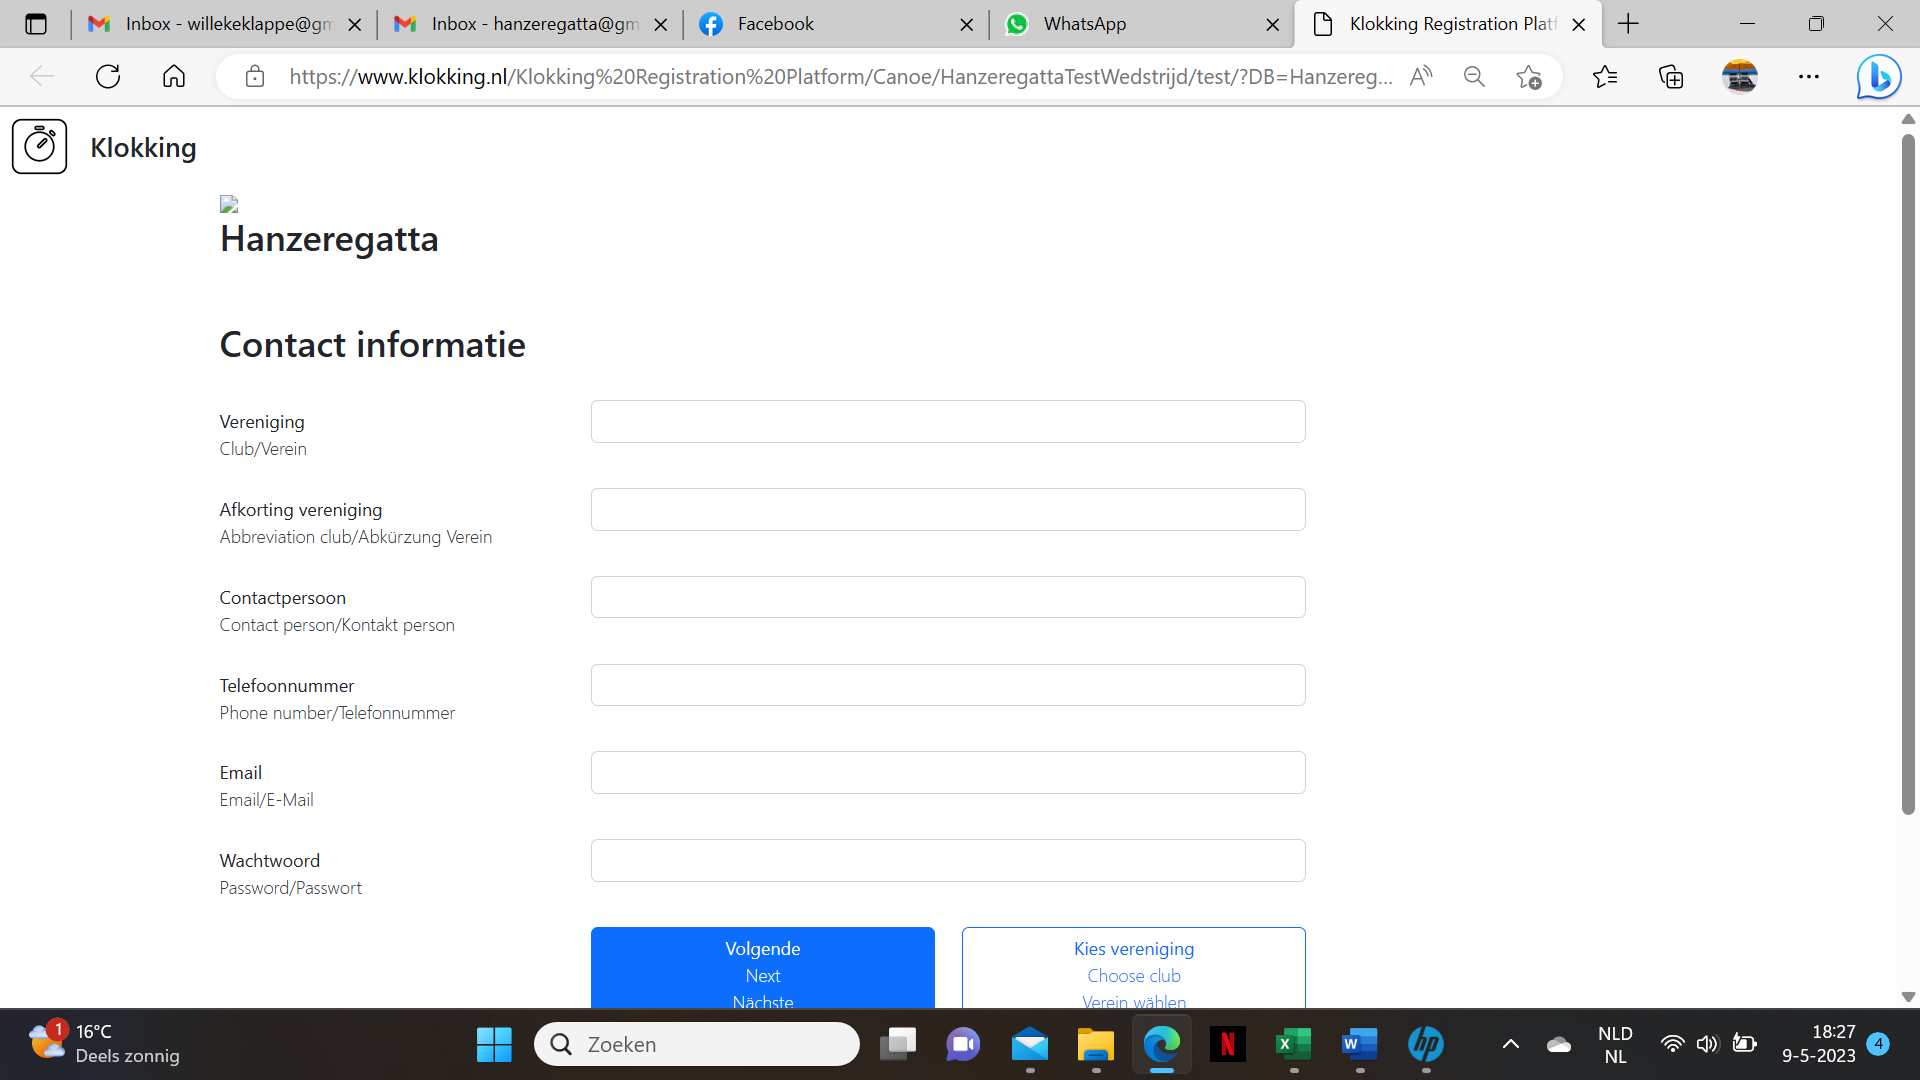 Inbox - willekeklappe@gm
Inbox - hanzeregatta@gm
Facebook
WhatsApp
Klokking Registration Platf
https://www.klokking.nl/Klokking%20Registration%20Platform/Canoe/HanzeregattaTestWedstrijd/test/?DB=Hanzereg...
Klokking
Hanzeregatta
Contact informatie
Vereniging
Club/Verein
Afkorting vereniging
Abbreviation club/Abkürzung Verein
Contactpersoon
Contact person/Kontakt person
Telefoonnummer
Phone number/Telefonnummer
Email
Email/E-Mail
Wachtwoord
Password/Passwort
Volgende
Next
Nächste
Kies vereniging
Choose club
Verein wählen
1
16°C
Deels zonnig
Zoeken
NLD
NL
18:27
9-5-2023
4